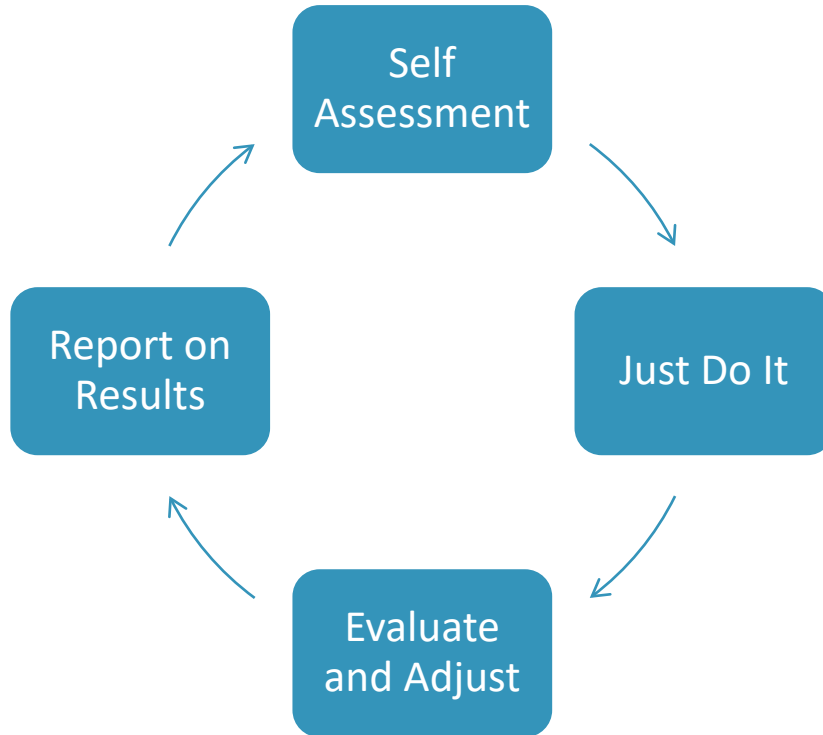 Self
Assessment
Just Do It
Evaluate
and Adjust
Report on
Results